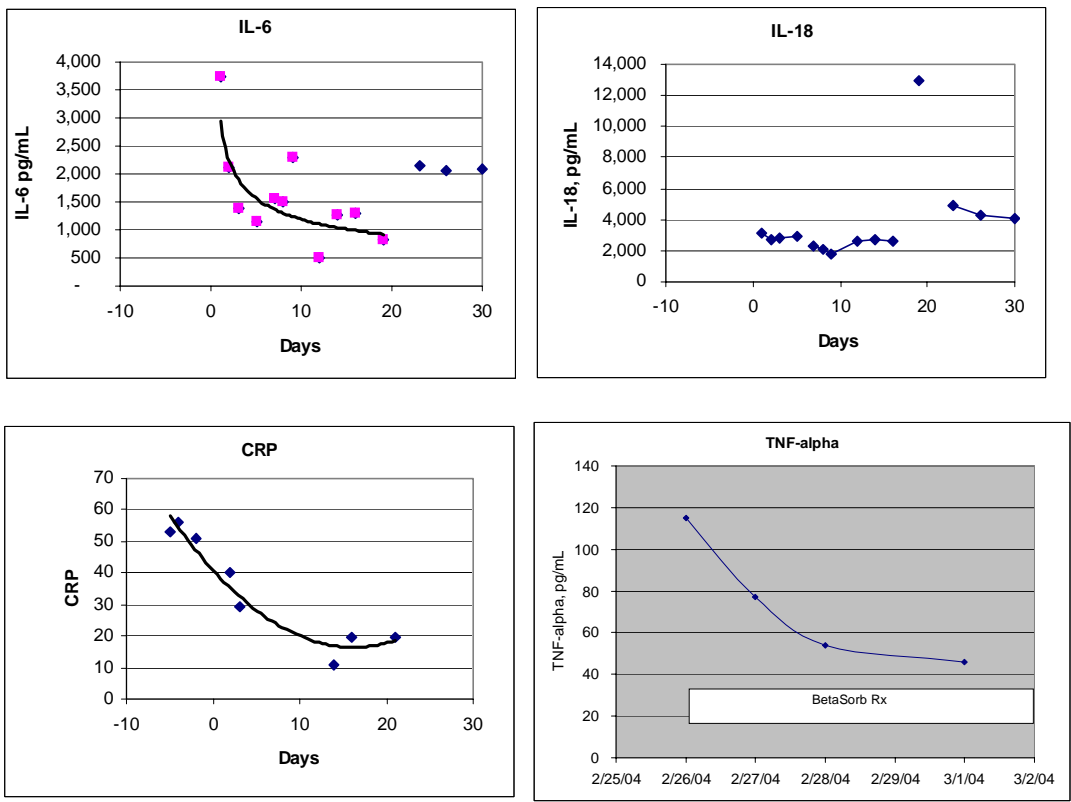 IL-6
4,000
3,500
3,000
2,500
2,000
1,500
1,000
500
-
-10 0 10 20 30
IL-6 pg/mL
Days
IL-18
14,000
12,000
10,000
8,000
6,000
4,000
2,000
0
-10 0 10 20 30
IL-18, pg/mL
Days
CRP
70
60
50
40
30
20
10
0
-10 0 10 20 30
CRP
Days
TNF-alpha
140
120
100
80
60
40
20
0
2/25/04 2/26/04 2/27/04 2/28/04 2/29/04 3/1/04 3/2/04
TNF-alpha, pg/mL
BetaSorb Rx